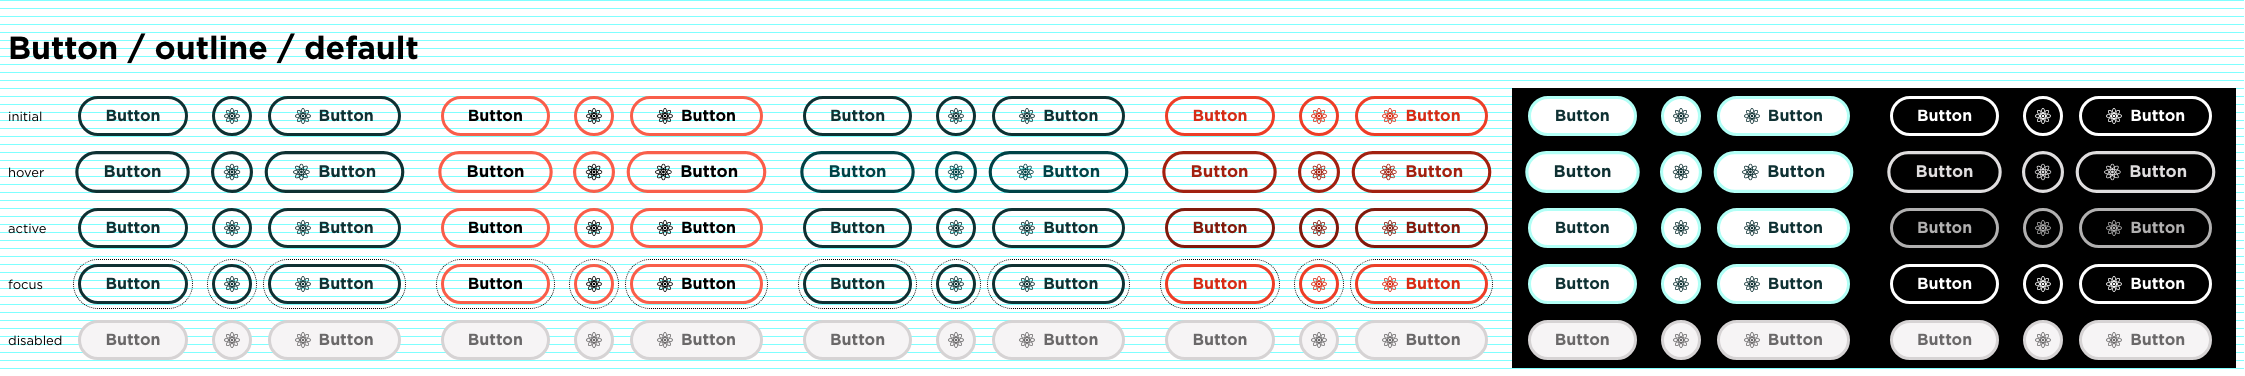 Button / outline / default
initial Button Button Button Button Button Button Button Button Button Button Button Button
hover Button Button Button Button Button Button Button Button Button Button Button Button
active Button Button Button Button Button Button Button Button Button Button Button Button
focus Button Button Button Button Button Button Button Button Button Button Button Button
disabled Button Button Button Button Button Button Button Button Button Button Button Button